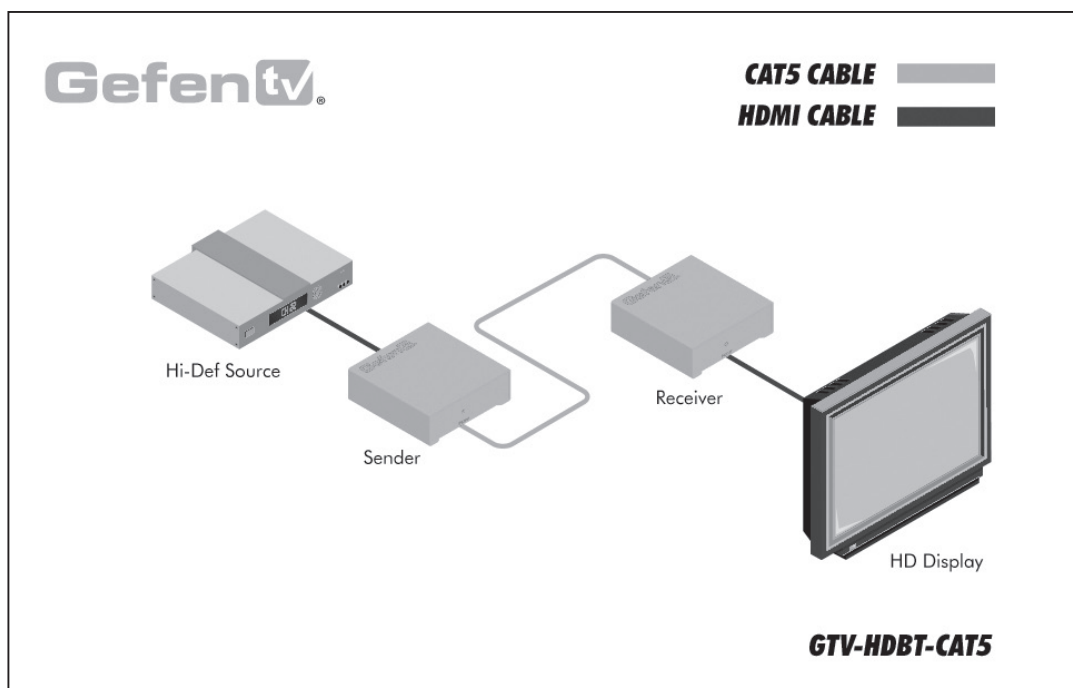 Gefen tv®
CAT5 CABLE
HDMI CABLE
Hi-Def Source
Sender
Receiver
HD Display
GTV-HDBT-CAT5